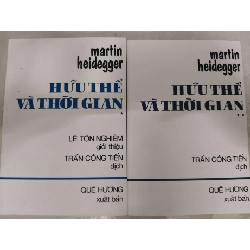 martin
heidegger
HỮU THỂ
VÀ THỜI GIAN
*
LÊ TÔN NGHIÊM
giới thiệu
TRẦN CÔNG TIẾN
dịch
QUÊ HƯƠNG
xuất bản
martin
heidegger
HỮU THỂ
VÀ THỜI GIAN
**
TRẦN CÔNG TIẾN
dịch
QUÊ HƯƠNG
xuất bản